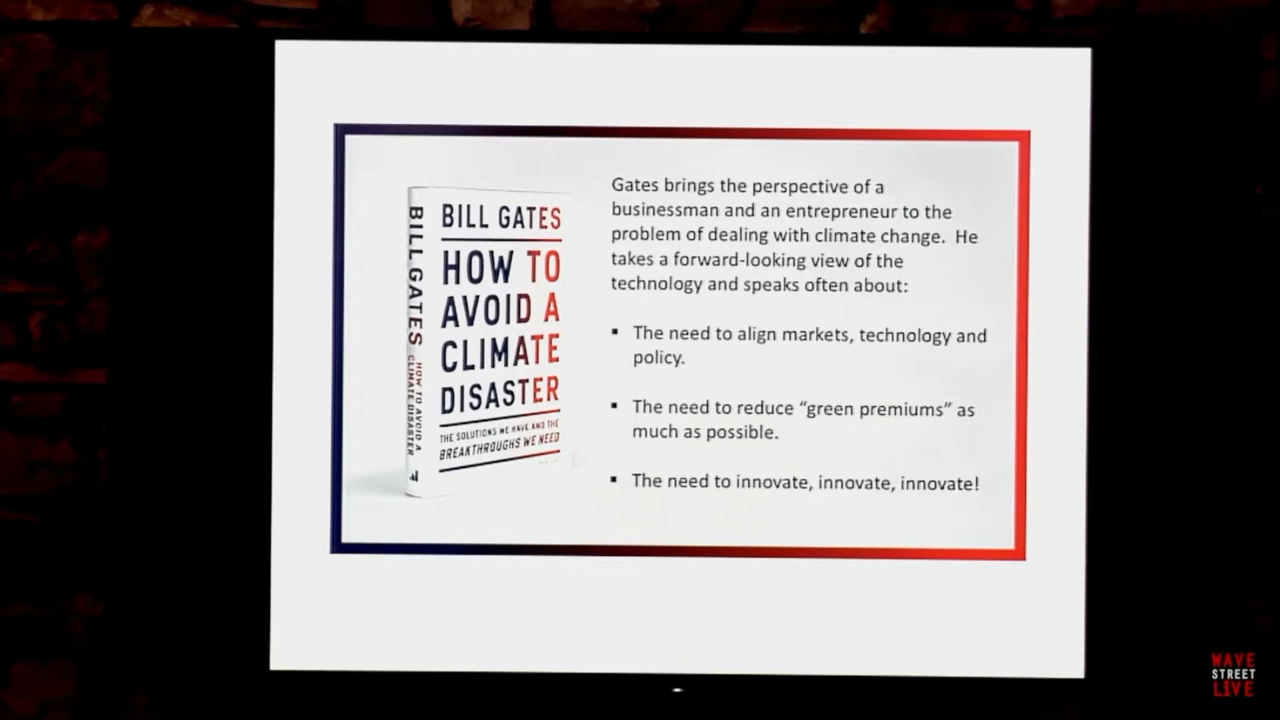 BILL GATES
HOW TO AVOID A
CLIMATE DISASTER
BILL GATES
HOW TO
AVOID A
CLIMATE
DISASTER
THE SOLUTIONS WE HAVE AND THE
BREAKTHROUGHS WE NEED
Gates brings the perspective of a
businessman and an entrepreneur to the
problem of dealing with climate change. He
takes a forward-looking view of the
technology and speaks often about:
▪ The need to align markets, technology and
policy.
▪ The need to reduce “green premiums” as
much as possible.
▪ The need to innovate, innovate, innovate!
WAVE
STREET
LIVE